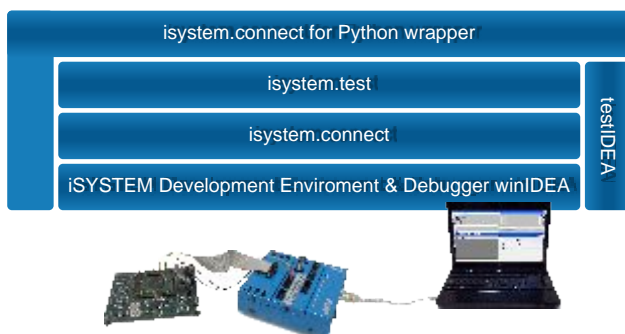 isystem.connect for Python wrapper
isystem.test
isystem.connect
iSYSTEM Development Enviroment & Debugger winIDEA
testIDEA